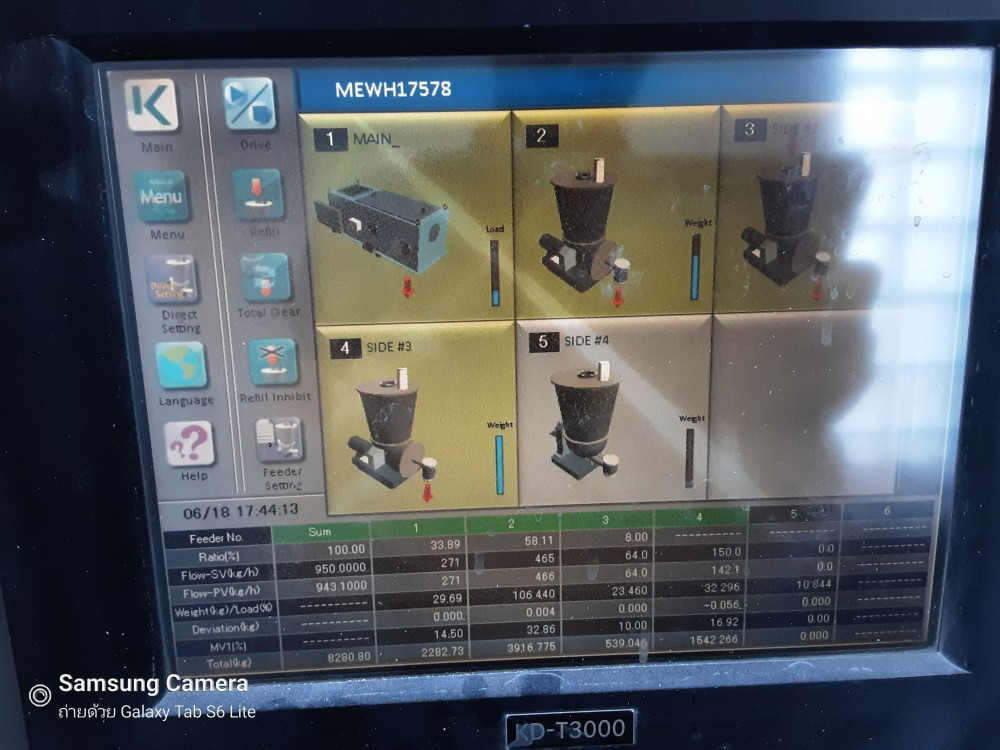 MEWH17578
Main
Drive
1 MAIN_
2
3 SIDE #2
Menu
Menu
Refill
Load
Weight
Direct Setting
Direct
Setting
Total Clear
4 SIDE #3
5 SIDE #4
Language
Refill Inhibit
Weight
Weight
Help
Feeder
Setting
06/18 17:44:13
Feeder No. Sum 1 2 3 4 5 6
Ratio(%) 100.00 33.89 58.11 8.00 ---------- ---------- ----------
Flow-SV(kg/h) 950.0000 271 465 64.0 150.0 0.0 ----------
Flow-PV(kg/h) 943.1000 271 466 64.0 142.1 0.0 ----------
Weight(kg)/Load(%) ---------- 29.69 106.440 23.460 32.296 10.844 ----------
Deviation(kg) ---------- 0.000 0.004 0.000 -0.056 0.000 ----------
MV1(%) ---------- 14.50 32.86 10.00 16.92 0.00 ----------
Total(kg) 8280.80 2282.73 3916.775 539.046 1542.266 0.000 ----------
Samsung Camera
ถ่ายด้วย Galaxy Tab S6 Lite
KD-T3000